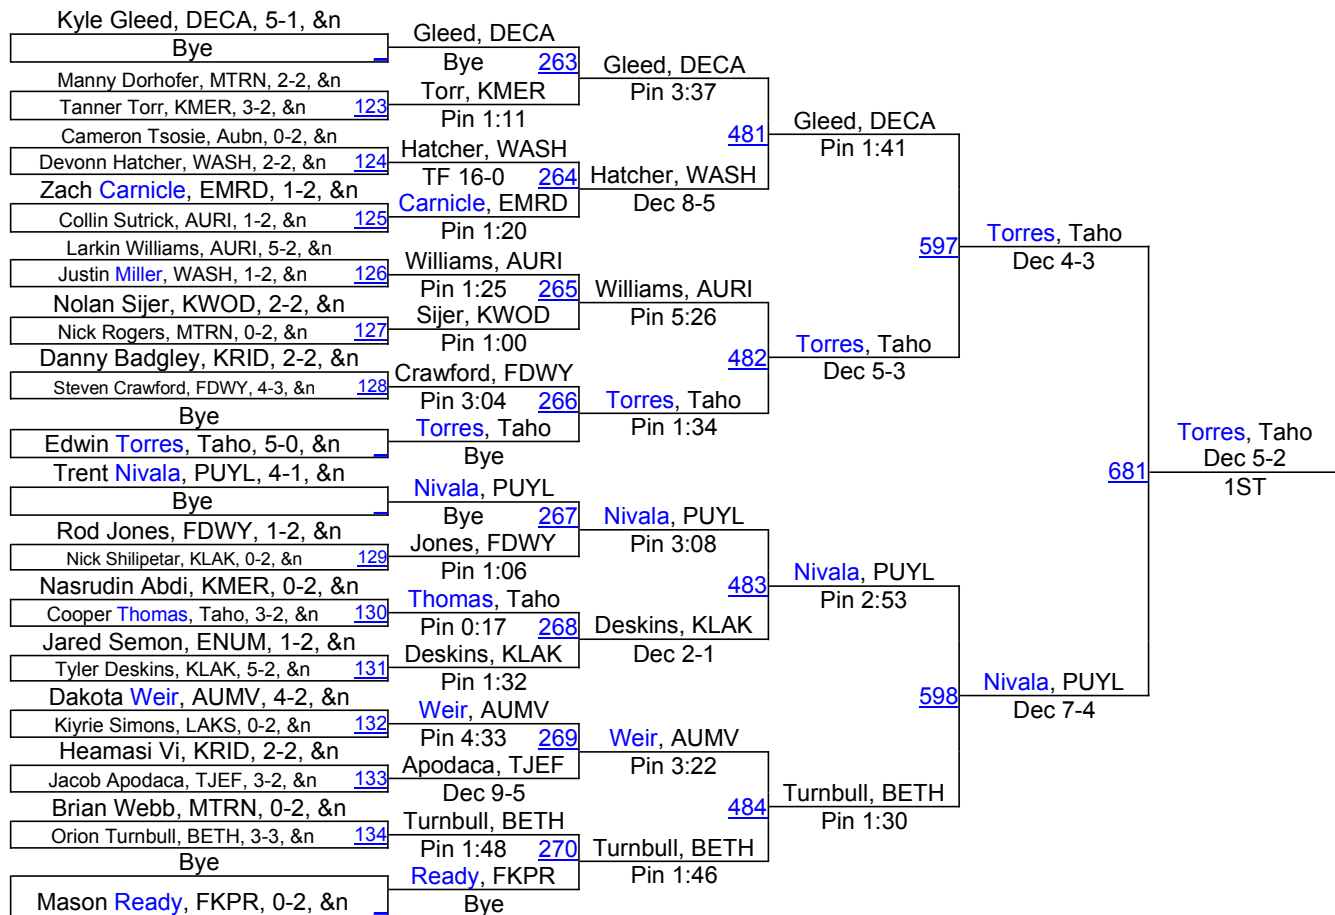 Kyle Gleed, DECA, 5-1, &n
Bye
Manny Dorhofer, MTRN, 2-2, &n
Tanner Torr, KMER, 3-2, &n 123
Cameron Tsosie, Aubn, 0-2, &n
Devonn Hatcher, WASH, 2-2, &n 124
Zach Carnicle, EMRD, 1-2, &n
Collin Sutrick, AURI, 1-2, &n 125
Larkin Williams, AURI, 5-2, &n
Justin Miller, WASH, 1-2, &n 126
Nolan Sijer, KWOD, 2-2, &n
Nick Rogers, MTRN, 0-2, &n 127
Danny Badgley, KRID, 2-2, &n
Steven Crawford, FDWY, 4-3, &n 128
Bye
Edwin Torres, Taho, 5-0, &n
Trent Nivala, PUYL, 4-1, &n
Bye
Rod Jones, FDWY, 1-2, &n
Nick Shilipetar, KLAK, 0-2, &n 129
Nasrudin Abdi, KMER, 0-2, &n
Cooper Thomas, Taho, 3-2, &n 130
Jared Semon, ENUM, 1-2, &n
Tyler Deskins, KLAK, 5-2, &n 131
Dakota Weir, AUMV, 4-2, &n
Kiyrie Simons, LAKS, 0-2, &n 132
Heamasi Vi, KRID, 2-2, &n
Jacob Apodaca, TJEF, 3-2, &n 133
Brian Webb, MTRN, 0-2, &n
Orion Turnbull, BETH, 3-3, &n 134
Bye
Mason Ready, FKPR, 0-2, &n
Gleed, DECA
Bye 263
Torr, KMER
Pin 1:11
Hatcher, WASH
TF 16-0 264
Carnicle, EMRD
Pin 1:20
Williams, AURI
Pin 1:25 265
Sijer, KWOD
Pin 1:00
Crawford, FDWY
Pin 3:04 266
Torres, Taho
Bye
Nivala, PUYL
Bye 267
Jones, FDWY
Pin 1:06
Thomas, Taho
Pin 0:17 268
Deskins, KLAK
Pin 1:32
Weir, AUMV
Pin 4:33 269
Apodaca, TJEF
Dec 9-5
Turnbull, BETH
Pin 1:48 270
Ready, FKPR
Bye
Gleed, DECA
Pin 3:37
481
Hatcher, WASH
Dec 8-5
Williams, AURI
Pin 5:26
482
Torres, Taho
Pin 1:34
Nivala, PUYL
Pin 3:08
483
Deskins, KLAK
Dec 2-1
Weir, AUMV
Pin 3:22
484
Turnbull, BETH
Pin 1:46
Gleed, DECA
Pin 1:41
597
Torres, Taho
Dec 5-3
Nivala, PUYL
Pin 2:53
598
Turnbull, BETH
Pin 1:30
Torres, Taho
Dec 4-3
681
Nivala, PUYL
Dec 7-4
Torres, Taho
Dec 5-2
1ST